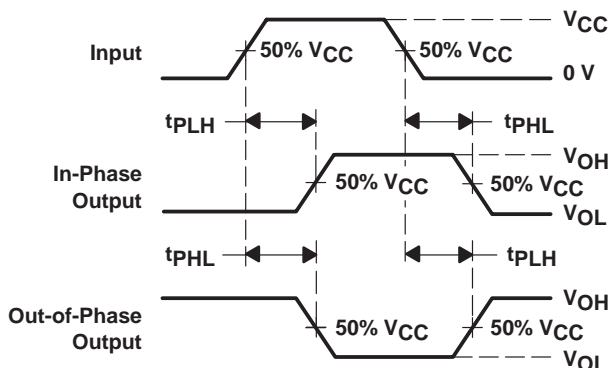 VCC
Input
50% VCC
50% VCC
0 V
tPLH
tPHL
VOH
In-Phase
Output
50% VCC
50% VCC
VOL
tPHL
tPLH
VOH
Out-of-Phase
Output
50% VCC
50% VCC
VOL